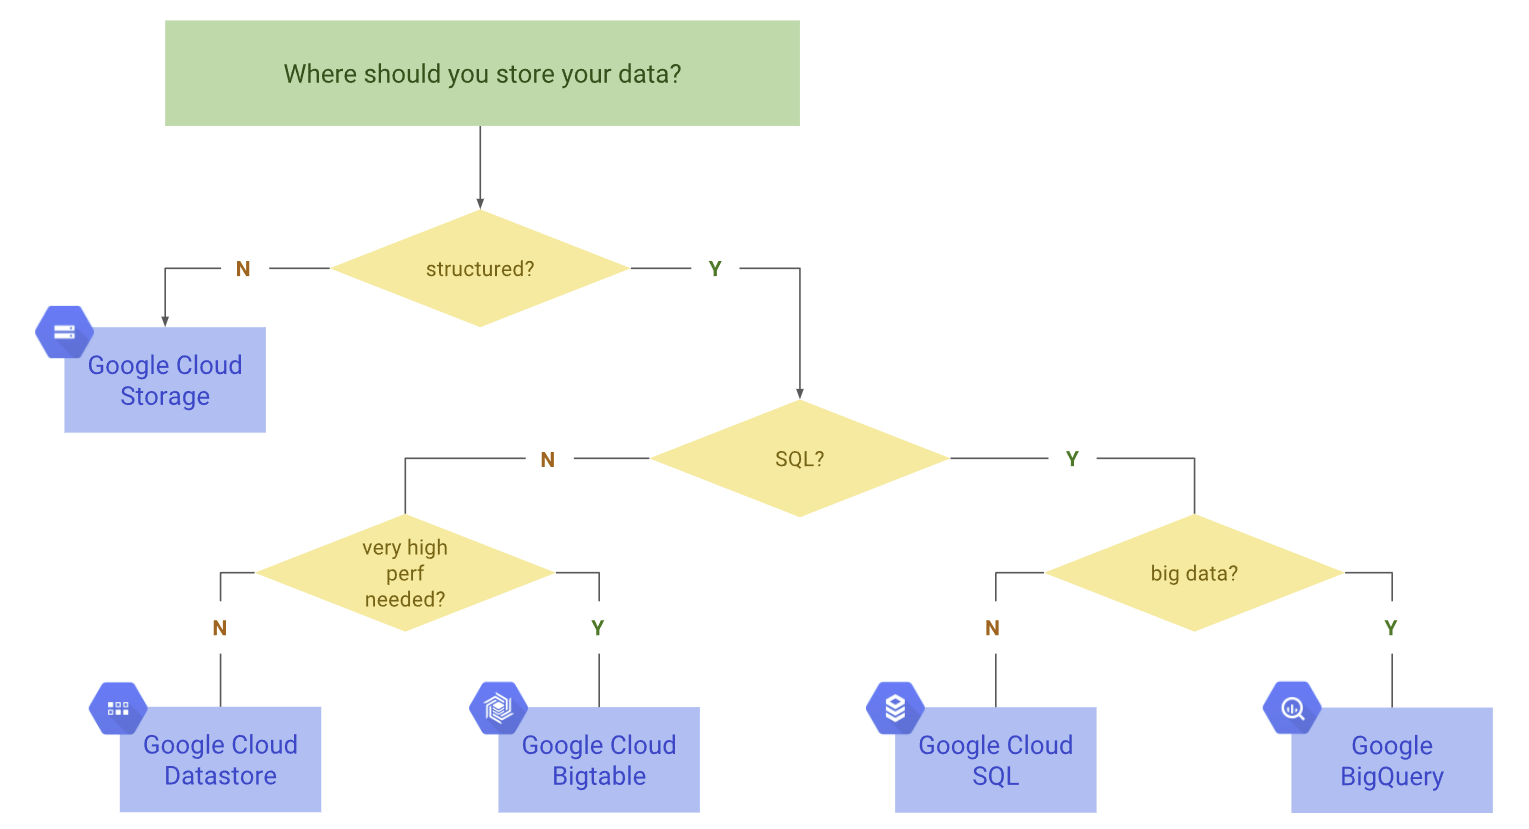 Where should you store your data?
structured?
N
Y
Google Cloud
Storage
SQL?
N
Y
very high
perf
needed?
big data?
N
Y
N
Y
Google Cloud
Datastore
Google Cloud
Bigtable
Google Cloud
SQL
Google
BigQuery